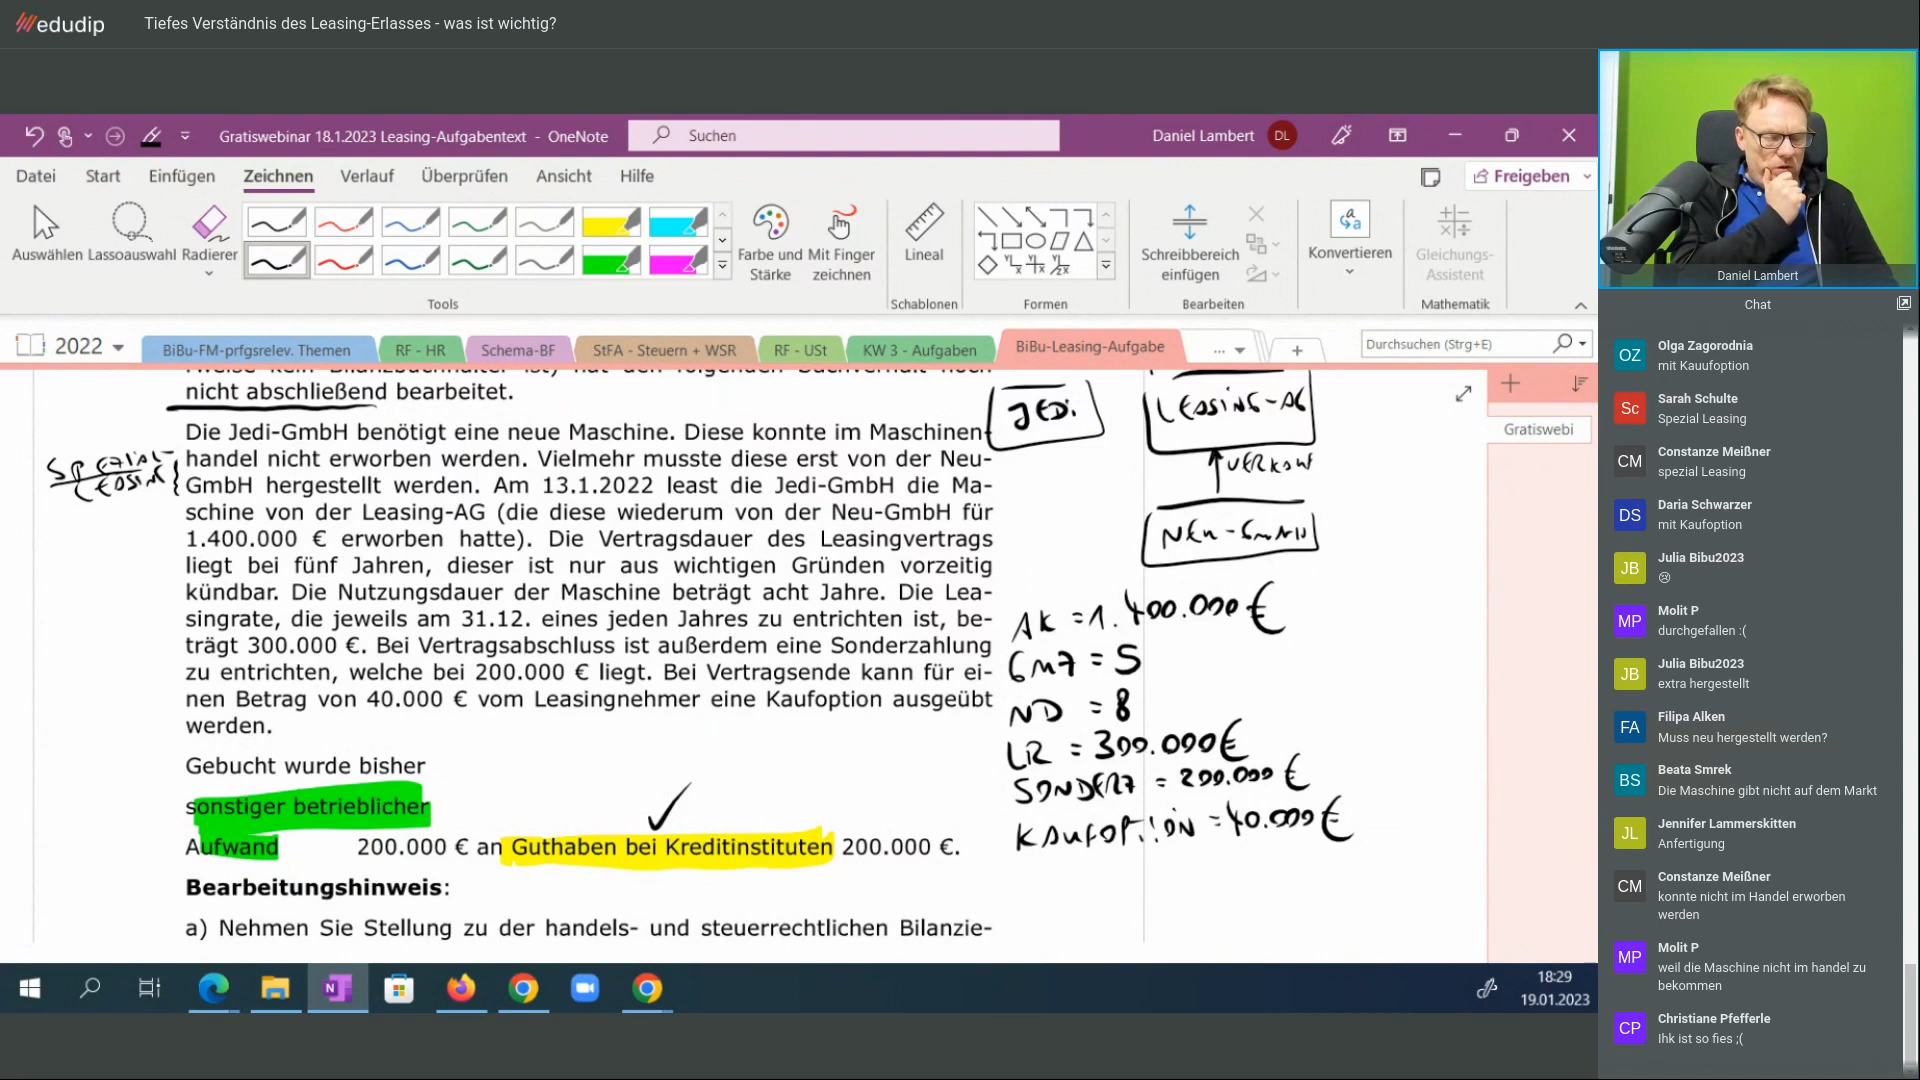 edudip
Tiefes Verständnis des Leasing-Erlasses - was ist wichtig?
Gratiswebinar 18.1.2023 Leasing-Aufgabentext - OneNote
Suchen
Daniel Lambert
DL
Datei Start Einfügen Zeichnen Verlauf Überprüfen Ansicht Hilfe
Freigeben
Auswählen
Lassoauswahl
Radierer
Farbe und
Stärke
Mit Finger
zeichnen
Lineal
Schreibbereich
einfügen
Konvertieren
Gleichungs-
Assistent
Tools
Schablonen
Formen
Bearbeiten
Mathematik
2022
BiBu-FM-prfgsrelev. Themen
RF - HR
Schema-BF
StFA - Steuern + WSR
RF - USt
KW 3 - Aufgaben
BiBu-Leasing-Aufgabe
...
Durchsuchen (Strg+E)
Gratiswebi
nicht abschließend bearbeitet.
Die Jedi-GmbH benötigt eine neue Maschine. Diese konnte im Maschinen-
handel nicht erworben werden. Vielmehr musste diese erst von der Neu-
GmbH hergestellt werden. Am 13.1.2022 least die Jedi-GmbH die Ma-
schine von der Leasing-AG (die diese wiederum von der Neu-GmbH für
1.400.000 € erworben hatte). Die Vertragsdauer des Leasingvertrags
liegt bei fünf Jahren, dieser ist nur aus wichtigen Gründen vorzeitig
kündbar. Die Nutzungsdauer der Maschine beträgt acht Jahre. Die Lea-
singrate, die jeweils am 31.12. eines jeden Jahres zu entrichten ist, be-
trägt 300.000 €. Bei Vertragsabschluss ist außerdem eine Sonderzahlung
zu entrichten, welche bei 200.000 € liegt. Bei Vertragsende kann für ei-
nen Betrag von 40.000 € vom Leasingnehmer eine Kaufoption ausgeübt
werden.
Gebucht wurde bisher
sonstiger betrieblicher
Aufwand 200.000 € an Guthaben bei Kreditinstituten 200.000 €.
Bearbeitungshinweis:
a) Nehmen Sie Stellung zu der handels- und steuerrechtlichen Bilanzie-
SPEZIAL-
LEASING
JEDI
LEASING-AG
VERKAUF
NEU-GMBH
AK = 1.400.000 €
GMZ = 5
ND = 8
LR = 300.000 €
SONDERZ = 200.000 €
KAUFOPTION = 40.000 €
18:29
19.01.2023
Daniel Lambert
Chat
OZ
Olga Zagorodnia
mit Kauufoption
Sc
Sarah Schulte
Spezial Leasing
CM
Constanze Meißner
spezial Leasing
DS
Daria Schwarzer
mit Kaufoption
JB
Julia Bibu2023
☹
MP
Molit P
durchgefallen :(
JB
Julia Bibu2023
extra hergestellt
FA
Filipa Alken
Muss neu hergestellt werden?
BS
Beata Smrek
Die Maschine gibt nicht auf dem Markt
JL
Jennifer Lammerskitten
Anfertigung
CM
Constanze Meißner
konnte nicht im Handel erworben
werden
MP
Molit P
weil die Maschine nicht im handel zu
bekommen
CP
Christiane Pfefferle
Ihk ist so fies ;(